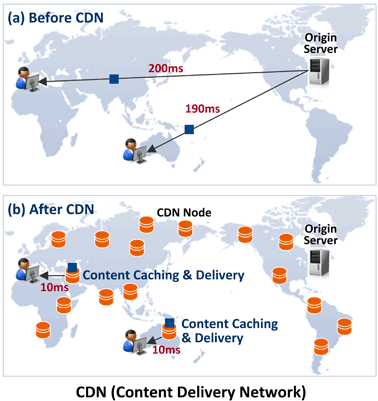 (a) Before CDN
Origin
Server
200ms
190ms
(b) After CDN
CDN Node
Origin
Server
Content Caching & Delivery
10ms
Content Caching
& Delivery
10ms
CDN (Content Delivery Network)